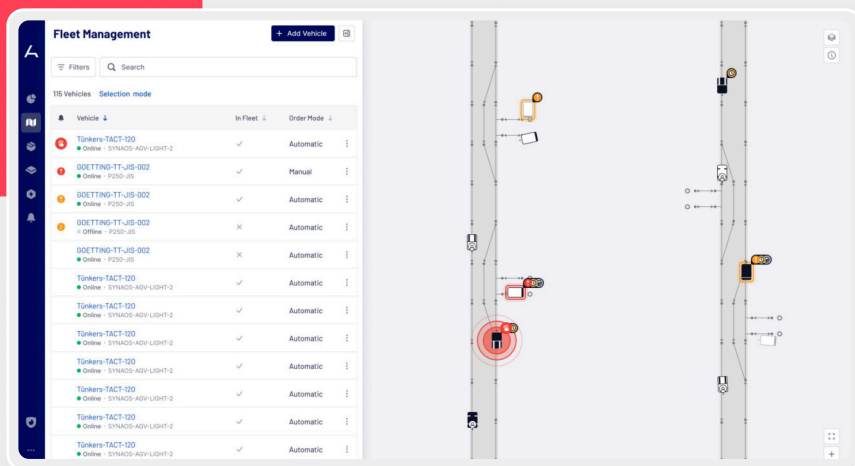 Fleet Management
+ Add Vehicle
Filters
Search
115 Vehicles Selection mode
Vehicle In Fleet Order Mode
Tünkers-TACT-120
Online · SYNAOS-AGV-LIGHT-2
Automatic
GOETTING-TT-JIS-002
Online · P250-JIS
Manual
GOETTING-TT-JIS-002
Online · P250-JIS
Automatic
GOETTING-TT-JIS-002
Offline · P250-JIS
Automatic
GOETTING-TT-JIS-002
Online · P250-JIS
Automatic
Tünkers-TACT-120
Online · SYNAOS-AGV-LIGHT-2
Automatic
Tünkers-TACT-120
Online · SYNAOS-AGV-LIGHT-2
Automatic
Tünkers-TACT-120
Online · SYNAOS-AGV-LIGHT-2
Automatic
Tünkers-TACT-120
Online · SYNAOS-AGV-LIGHT-2
Automatic
Tünkers-TACT-120
Online · SYNAOS-AGV-LIGHT-2
Automatic
Tünkers-TACT-120
Online · SYNAOS-AGV-LIGHT-2
Automatic
Tünkers-TACT-120
Online · SYNAOS-AGV-LIGHT-2
Automatic